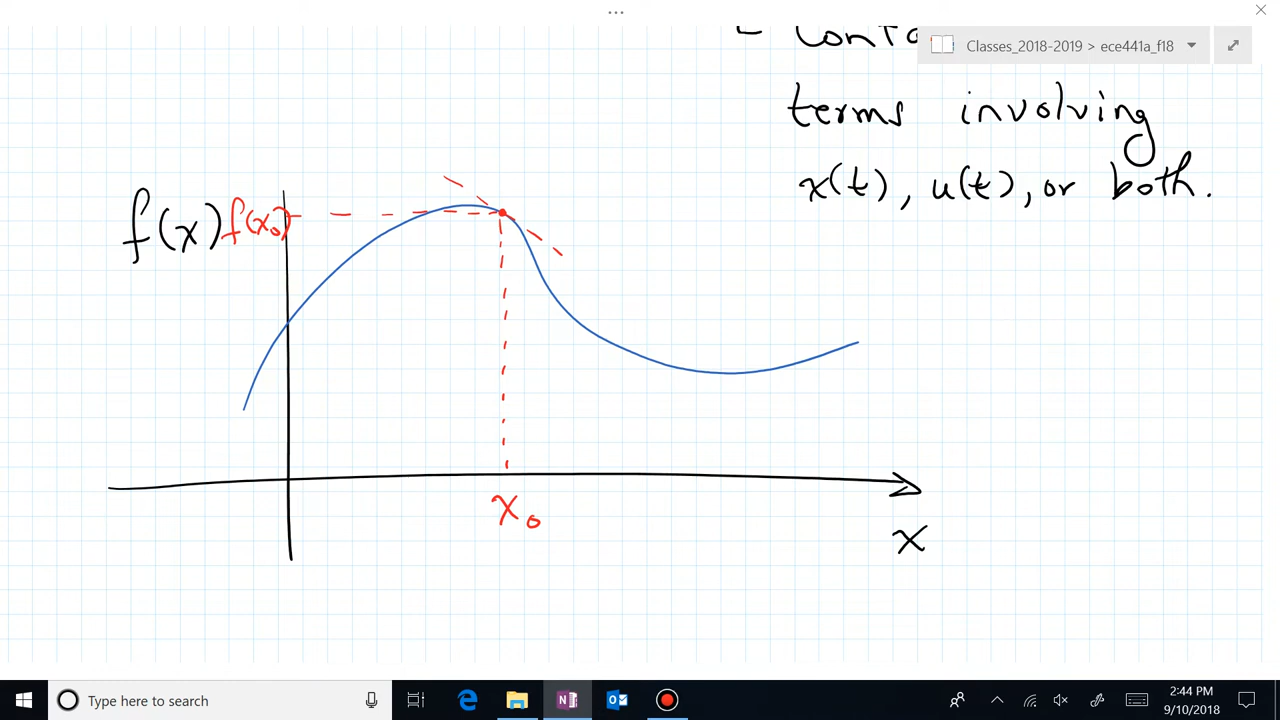 Classes_2018-2019 > ece441a_f18
terms involving
x(t), u(t), or both.
f(x)
f(x₀)
x₀
x
Type here to search
2:44 PM
9/10/2018